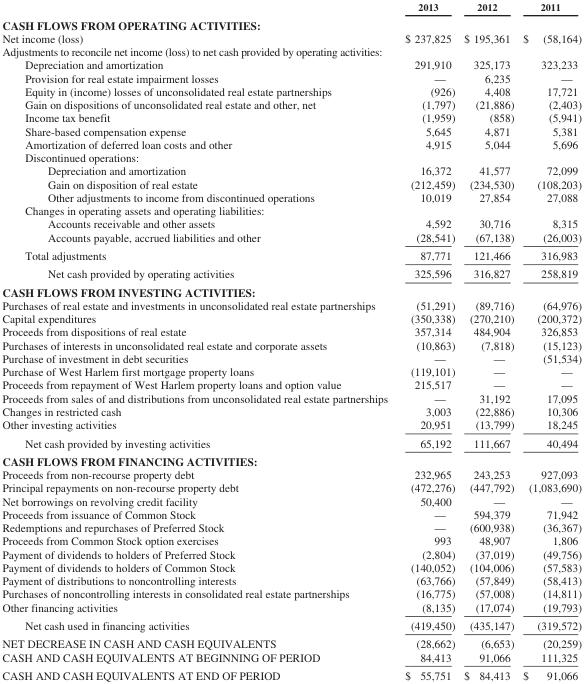 2013 2012 2011
CASH FLOWS FROM OPERATING ACTIVITIES:
Net income (loss) $ 237,825 $ 195,361 $ (58,164)
Adjustments to reconcile net income (loss) to net cash provided by operating activities:
Depreciation and amortization 291,910 325,173 323,233
Provision for real estate impairment losses — 6,235 —
Equity in (income) losses of unconsolidated real estate partnerships (926) 4,408 17,721
Gain on dispositions of unconsolidated real estate and other, net (1,797) (21,886) (2,403)
Income tax benefit (1,959) (858) (5,941)
Share-based compensation expense 5,645 4,871 5,381
Amortization of deferred loan costs and other 4,915 5,044 5,696
Discontinued operations:
Depreciation and amortization 16,372 41,577 72,099
Gain on disposition of real estate (212,459) (234,530) (108,203)
Other adjustments to income from discontinued operations 10,019 27,854 27,088
Changes in operating assets and operating liabilities:
Accounts receivable and other assets 4,592 30,716 8,315
Accounts payable, accrued liabilities and other (28,541) (67,138) (26,003)
Total adjustments 87,771 121,466 316,983
Net cash provided by operating activities 325,596 316,827 258,819
CASH FLOWS FROM INVESTING ACTIVITIES:
Purchases of real estate and investments in unconsolidated real estate partnerships (51,291) (89,716) (64,976)
Capital expenditures (350,338) (270,210) (200,372)
Proceeds from dispositions of real estate 357,314 484,904 326,853
Purchases of interests in unconsolidated real estate and corporate assets (10,863) (7,818) (15,123)
Purchase of investment in debt securities — — (51,534)
Purchase of West Harlem first mortgage property loans (119,101) — —
Proceeds from repayment of West Harlem property loans and option value 215,517 — —
Proceeds from sales of and distributions from unconsolidated real estate partnerships — 31,192 17,095
Changes in restricted cash 3,003 (22,886) 10,306
Other investing activities 20,951 (13,799) 18,245
Net cash provided by investing activities 65,192 111,667 40,494
CASH FLOWS FROM FINANCING ACTIVITIES:
Proceeds from non-recourse property debt 232,965 243,253 927,093
Principal repayments on non-recourse property debt (472,276) (447,792) (1,083,690)
Net borrowings on revolving credit facility 50,400 — —
Proceeds from issuance of Common Stock — 594,379 71,942
Redemptions and repurchases of Preferred Stock — (600,938) (36,367)
Proceeds from Common Stock option exercises 993 48,907 1,806
Payment of dividends to holders of Preferred Stock (2,804) (37,019) (49,756)
Payment of dividends to holders of Common Stock (140,052) (104,006) (57,583)
Payment of distributions to noncontrolling interests (63,766) (57,849) (58,413)
Purchases of noncontrolling interests in consolidated real estate partnerships (16,775) (57,008) (14,811)
Other financing activities (8,135) (17,074) (19,793)
Net cash used in financing activities (419,450) (435,147) (319,572)
NET DECREASE IN CASH AND CASH EQUIVALENTS (28,662) (6,653) (20,259)
CASH AND CASH EQUIVALENTS AT BEGINNING OF PERIOD 84,413 91,066 111,325
CASH AND CASH EQUIVALENTS AT END OF PERIOD $ 55,751 $ 84,413 $ 91,066